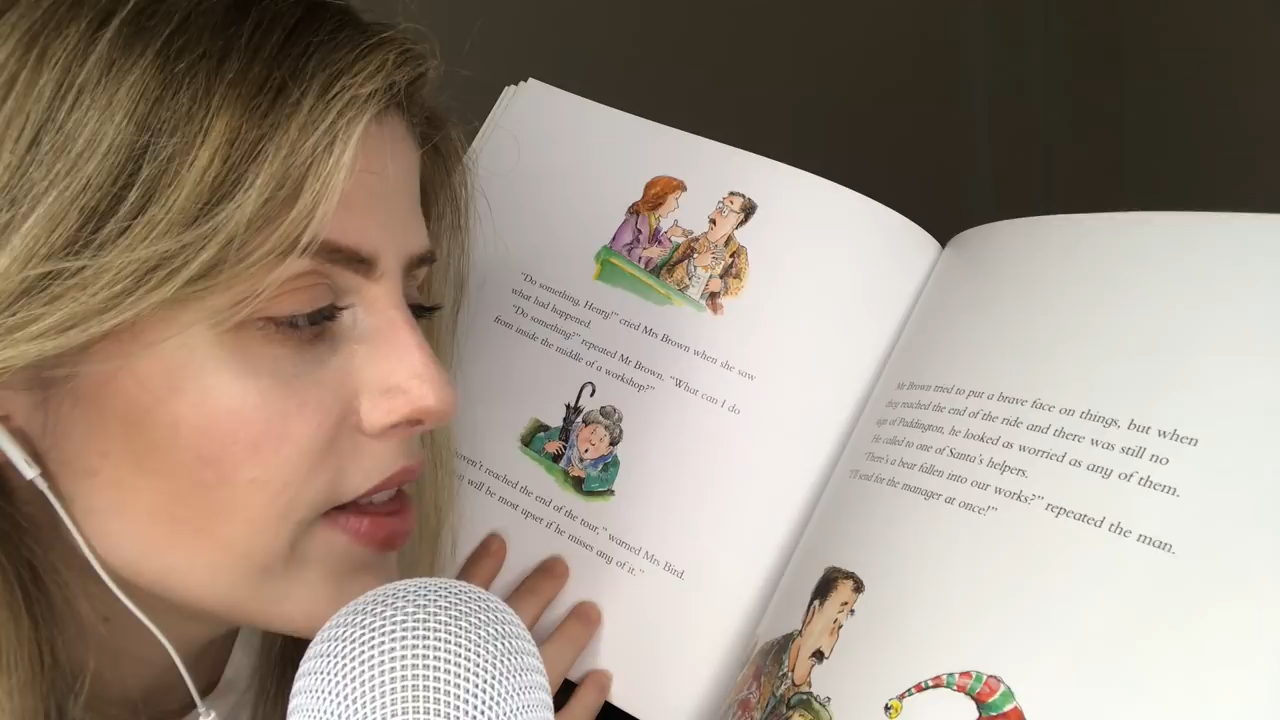 "Do something, Henry!" cried Mrs Brown when she saw
what had happened.
"Do something?" repeated Mr Brown. "What can I do
from inside the middle of a workshop?"
haven't reached the end of the tour," warned Mrs Bird.
will be most upset if he misses any of it."
Mr Brown tried to put a brave face on things, but when
they reached the end of the ride and there was still no
sign of Paddington, he looked as worried as any of them.
He called to one of Santa's helpers.
"There's a bear fallen into our works?" repeated the man.
"I'll send for the manager at once!"